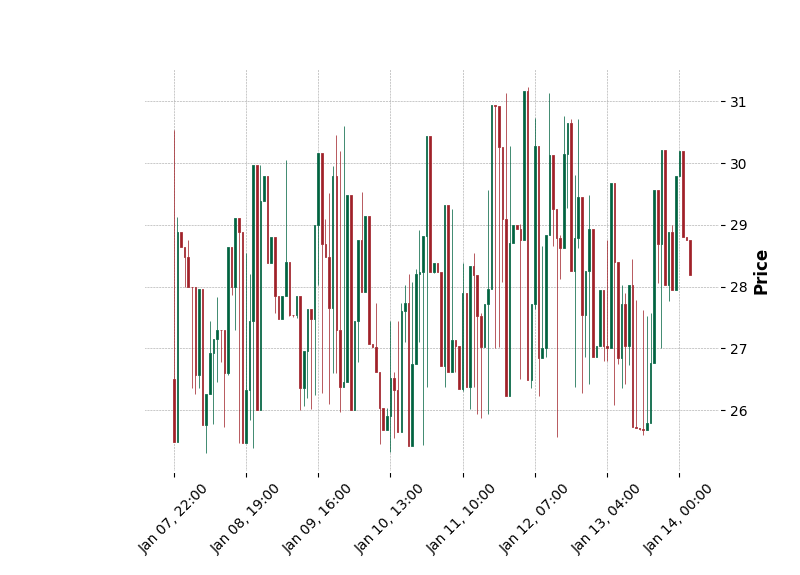 31
30
29
28
27
26
Price
Jan 07, 22:00
Jan 08, 19:00
Jan 09, 16:00
Jan 10, 13:00
Jan 11, 10:00
Jan 12, 07:00
Jan 13, 04:00
Jan 14, 00:00